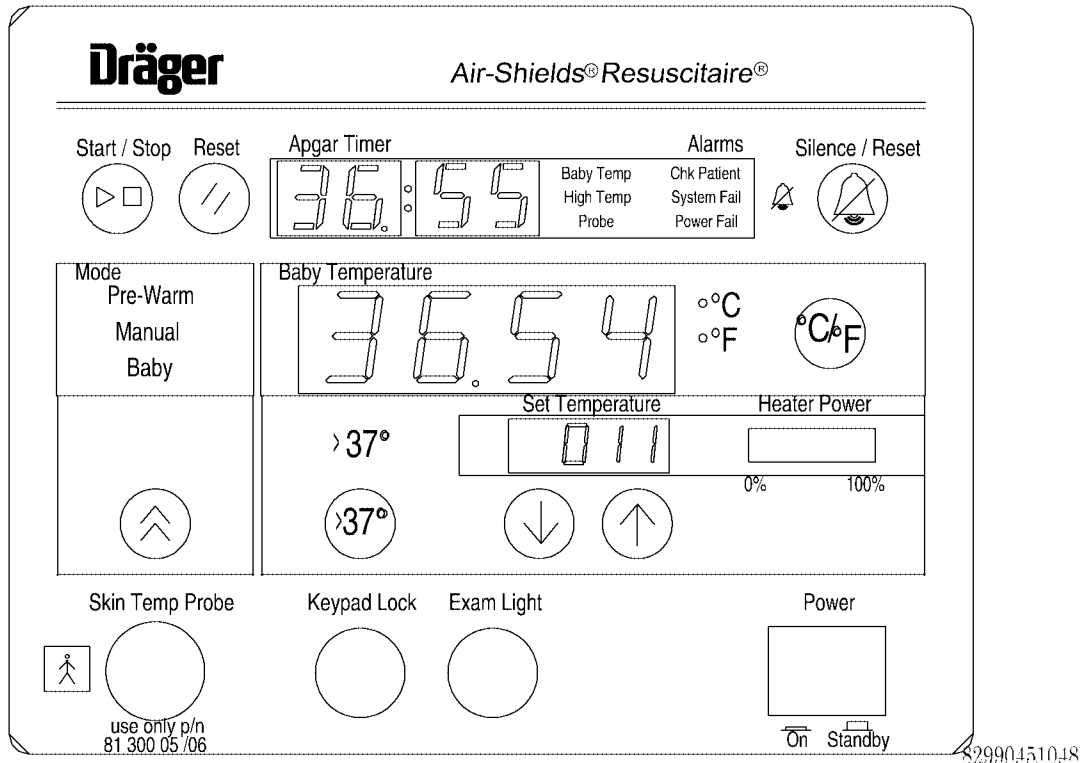 Dräger
Air-Shields® Resuscitaire®
Start / Stop Reset Apgar Timer Alarms Silence / Reset
36.:55
Baby Temp Chk Patient
High Temp System Fail
Probe Power Fail
Mode
Pre-Warm
Manual
Baby
Baby Temperature
36.54
°C
°F
°C/°F
Set Temperature Heater Power
>37°
011
0% 100%
>37°
Skin Temp Probe Keypad Lock Exam Light Power
use only p/n
81 300 05 /06
On Standby
82990451048